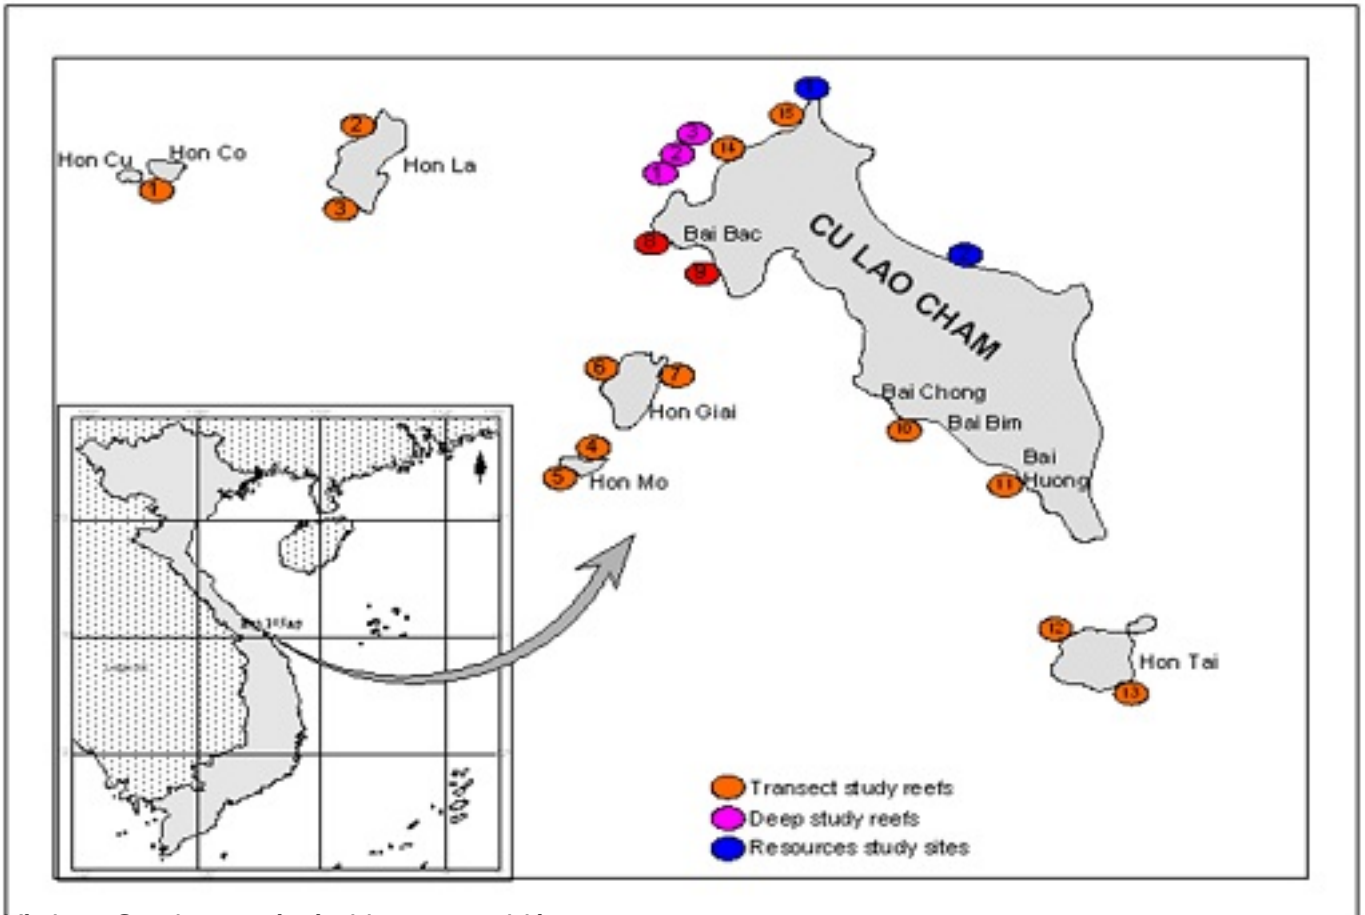 1
15
3
14
2
Hon Co
2
Hon Cu
Hon La
1
1
3
Bai Bac
8
CU LAO CHAM
9
6
7
Bai Chong
Hon Giai
Bai Bim
10
4
Bai
Huong
5
Hon Mo
11
12
Hon Tai
13
Transect study reefs
Deep study reefs
Resources study sites